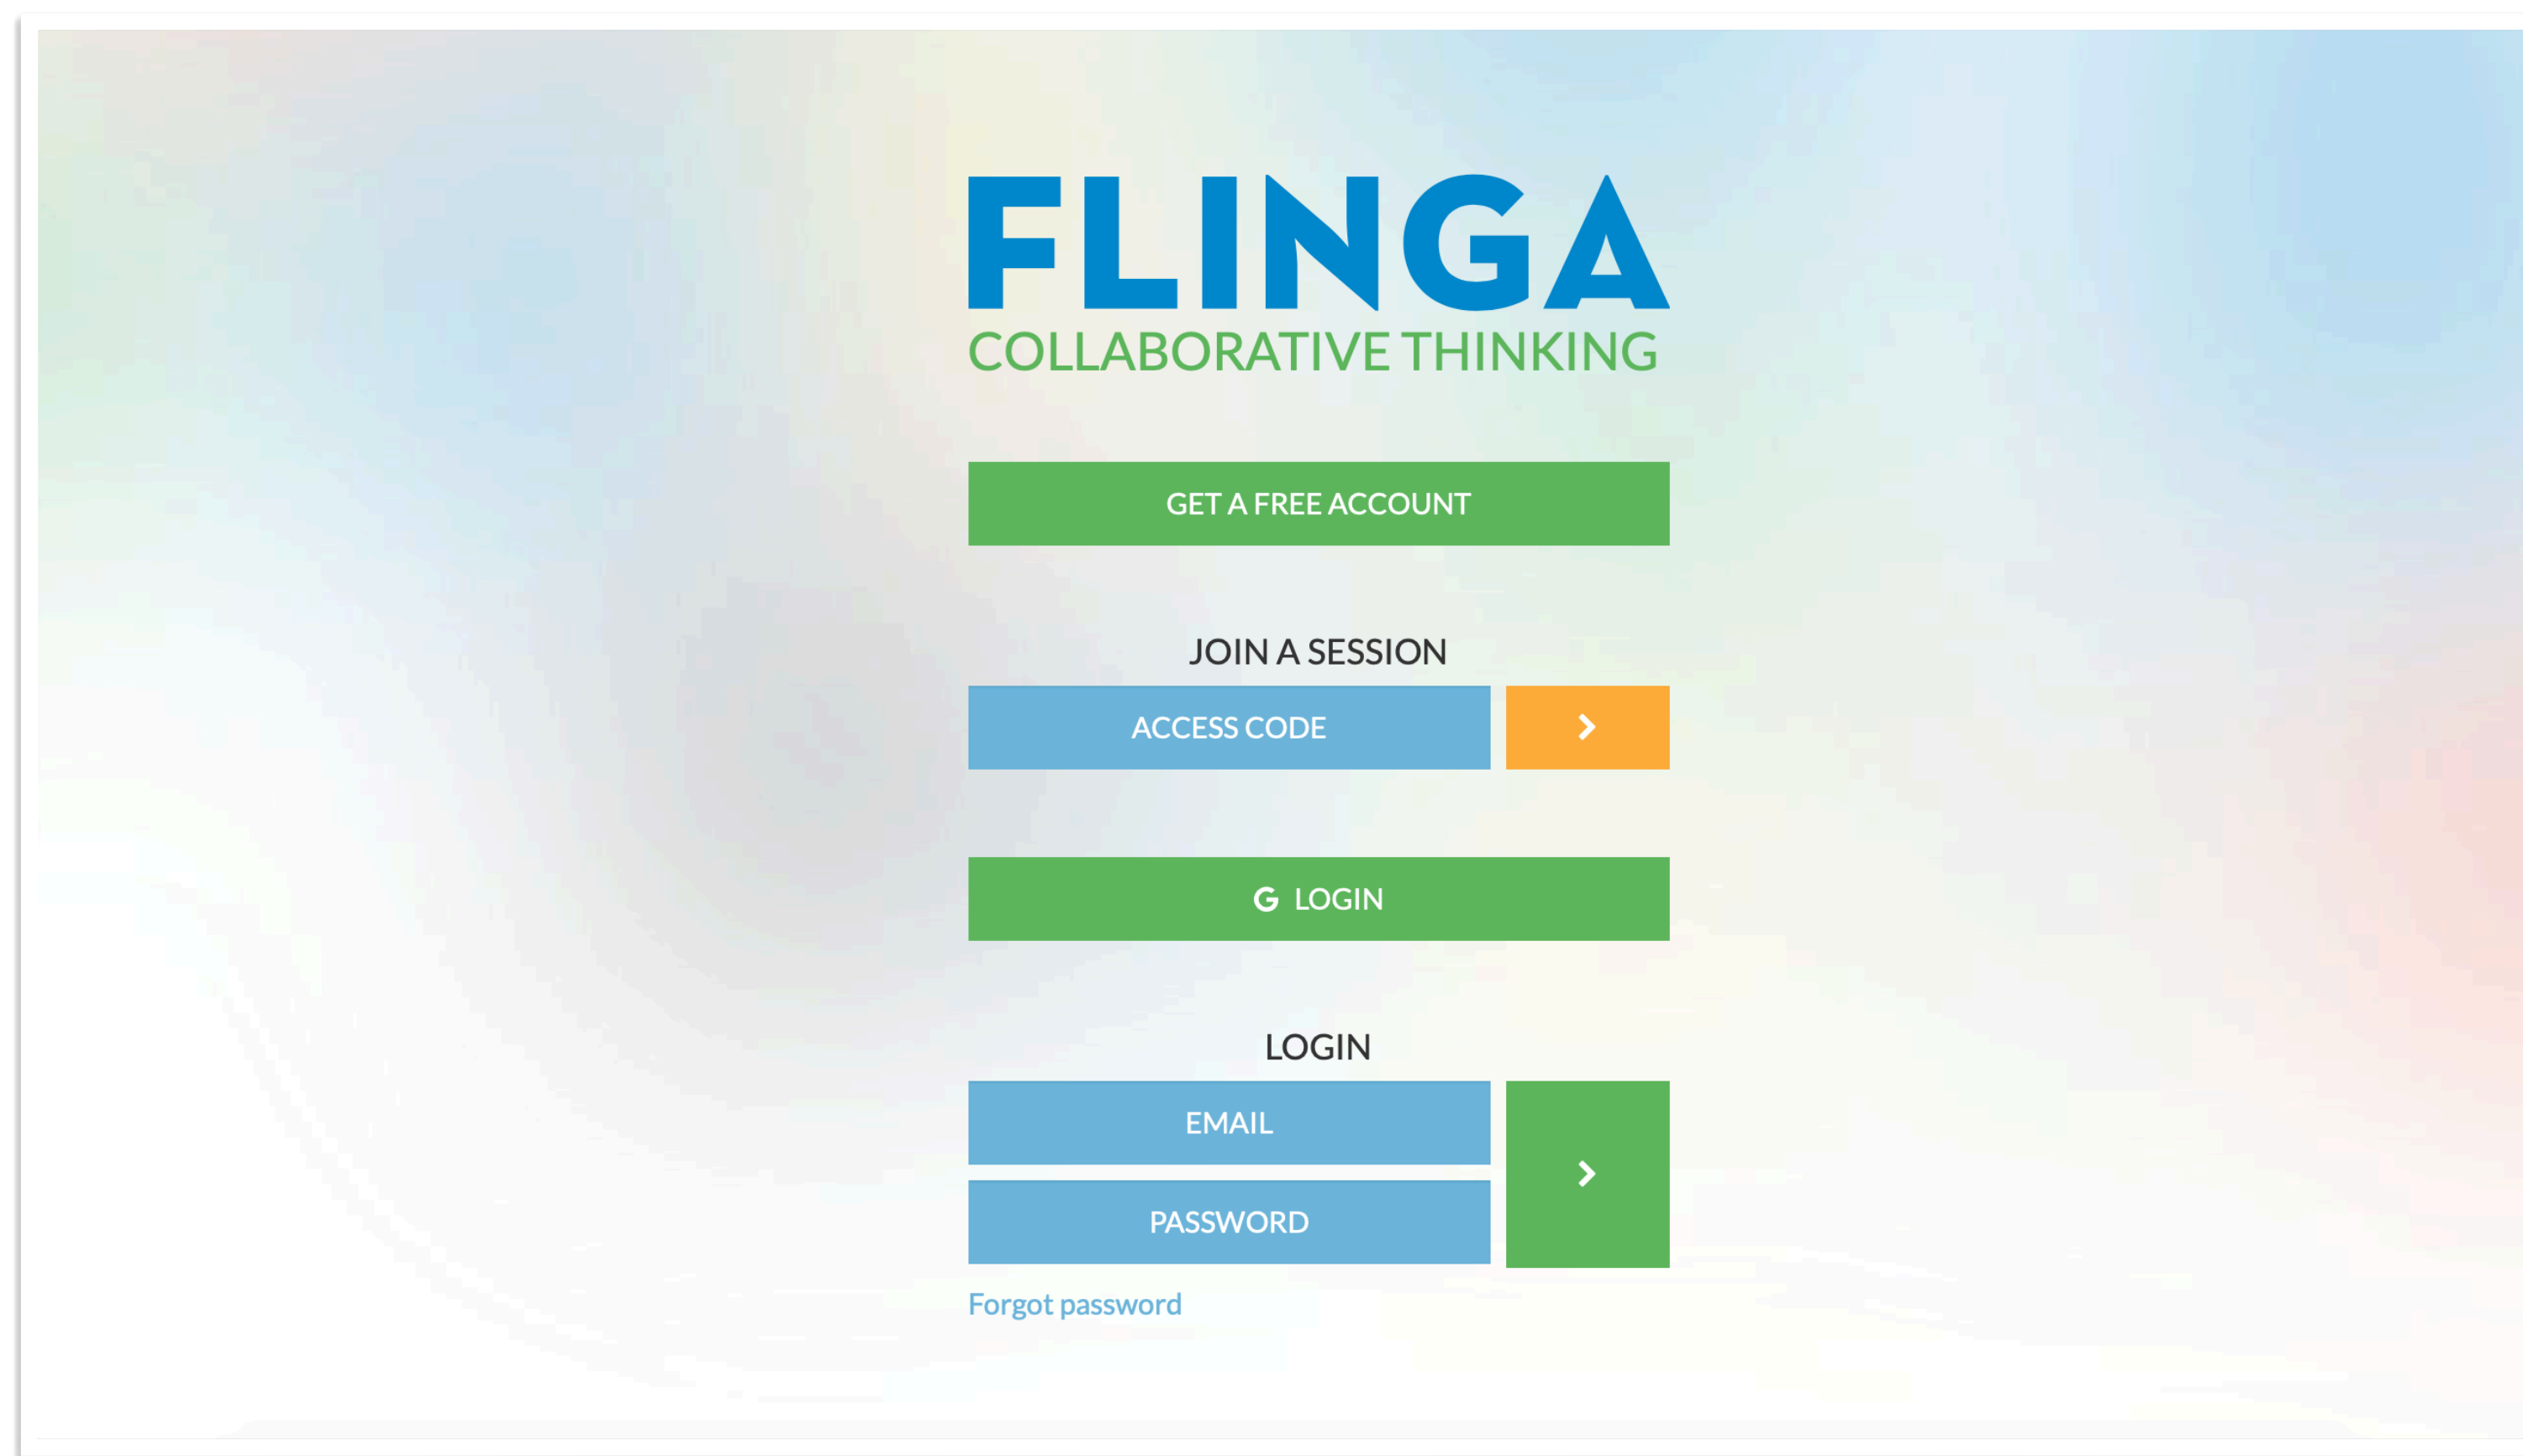 FLINGA
COLLABORATIVE THINKING
GET A FREE ACCOUNT
JOIN A SESSION
ACCESS CODE
G LOGIN
LOGIN
EMAIL
PASSWORD
Forgot password